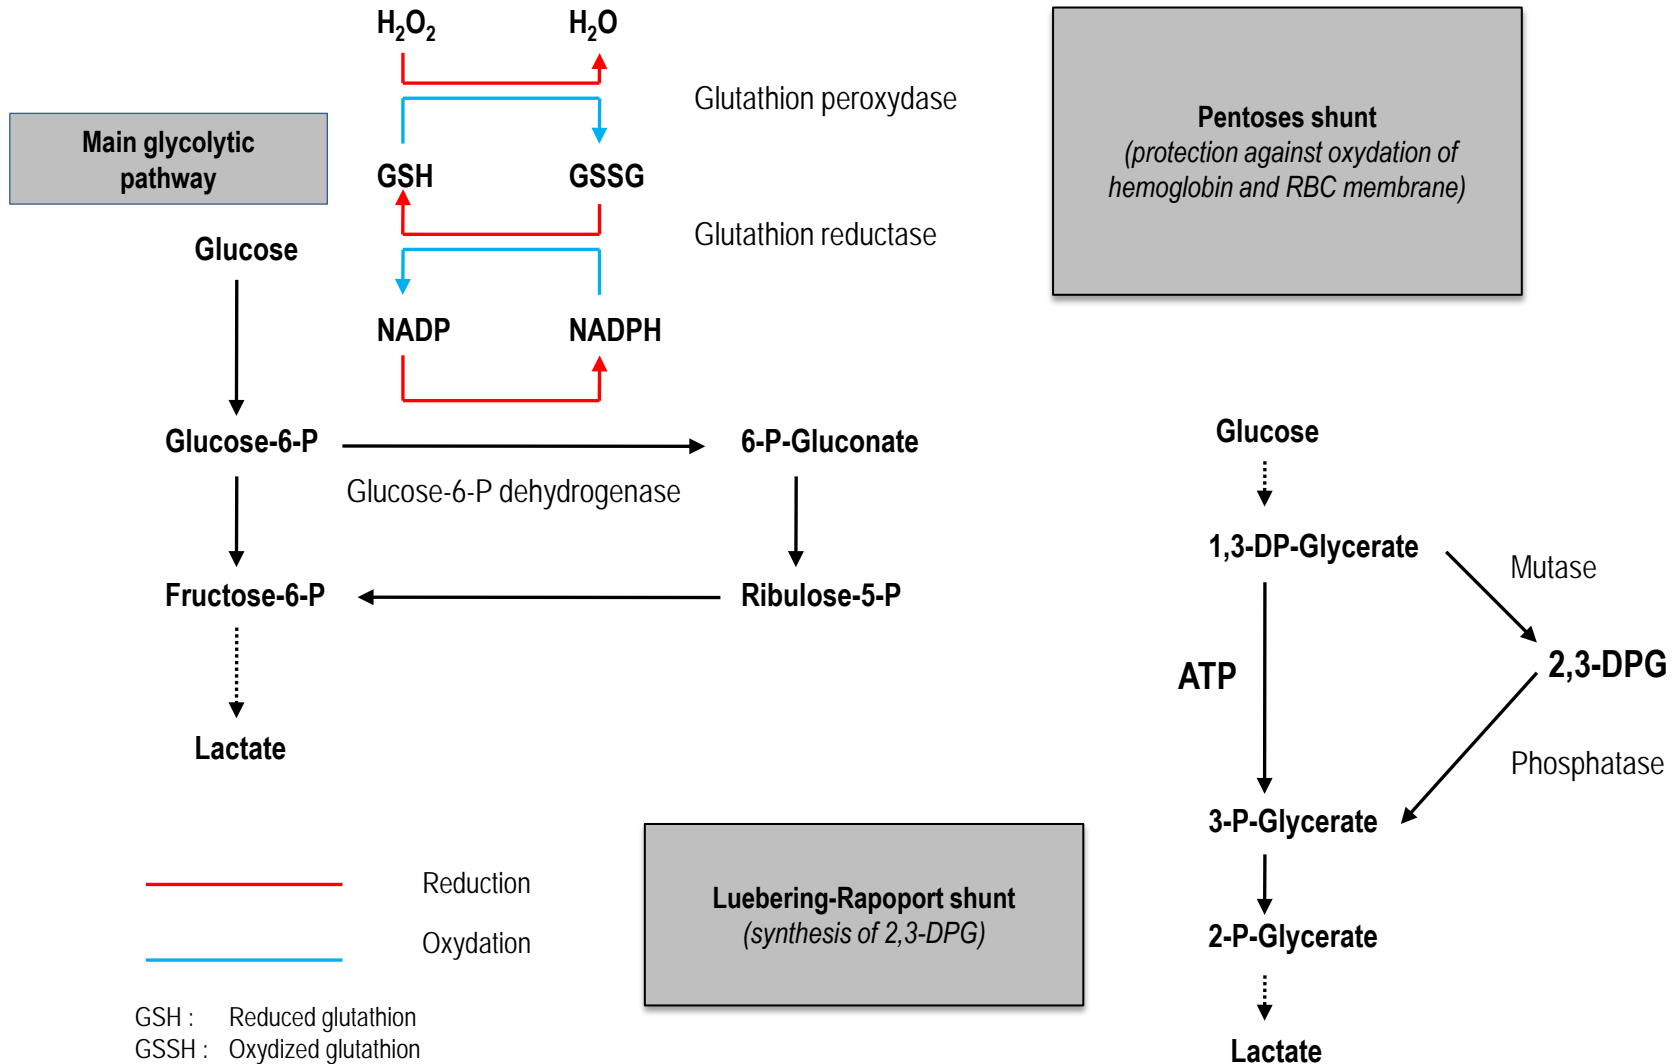 H₂O₂
H₂O
Glutathion peroxydase
Main glycolytic
pathway
GSH
GSSG
Glutathion reductase
Pentoses shunt
(protection against oxydation of
hemoglobin and RBC membrane)
Glucose
NADP
NADPH
Glucose-6-P
6-P-Gluconate
Glucose-6-P dehydrogenase
Fructose-6-P
Ribulose-5-P
Lactate
Glucose
1,3-DP-Glycerate
Mutase
ATP
2,3-DPG
Phosphatase
3-P-Glycerate
2-P-Glycerate
Lactate
Luebering-Rapoport shunt
(synthesis of 2,3-DPG)
Reduction
Oxydation
GSH : Reduced glutathion
GSSH : Oxydized glutathion